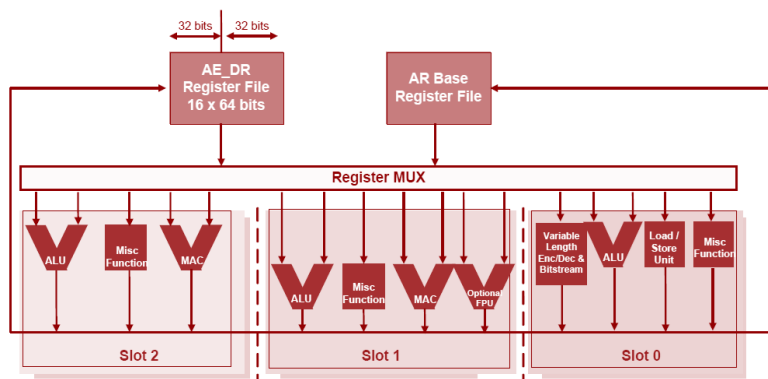 32 bits
32 bits
AE_DR
Register File
16 x 64 bits
AR Base
Register File
Register MUX
ALU
Misc
Function
MAC
Slot 2
ALU
Misc
Function
MAC
Optional
FPU
Slot 1
Variable
Length
Enc/Dec &
Bitstream
ALU
Load /
Store
Unit
Misc
Function
Slot 0